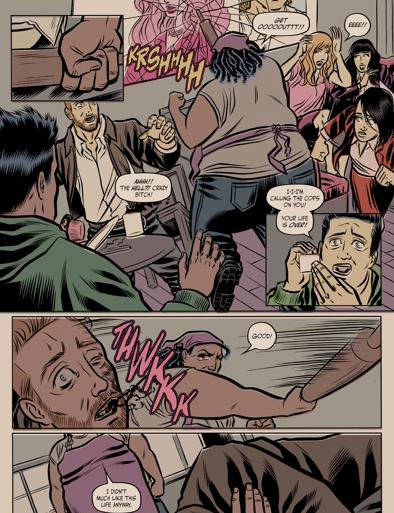 GET
OOOOOUTTT!!
EEEE!!
KRSHHHH
AHHH!!
THE HELL?? CRAZY
BITCH!
I-I-I'M
CALLING THE COPS
ON YOU!
YOUR LIFE
IS OVER!!
THWKKK
GOOD!
I DIDN'T
MUCH LIKE THIS
LIFE ANYWAY.